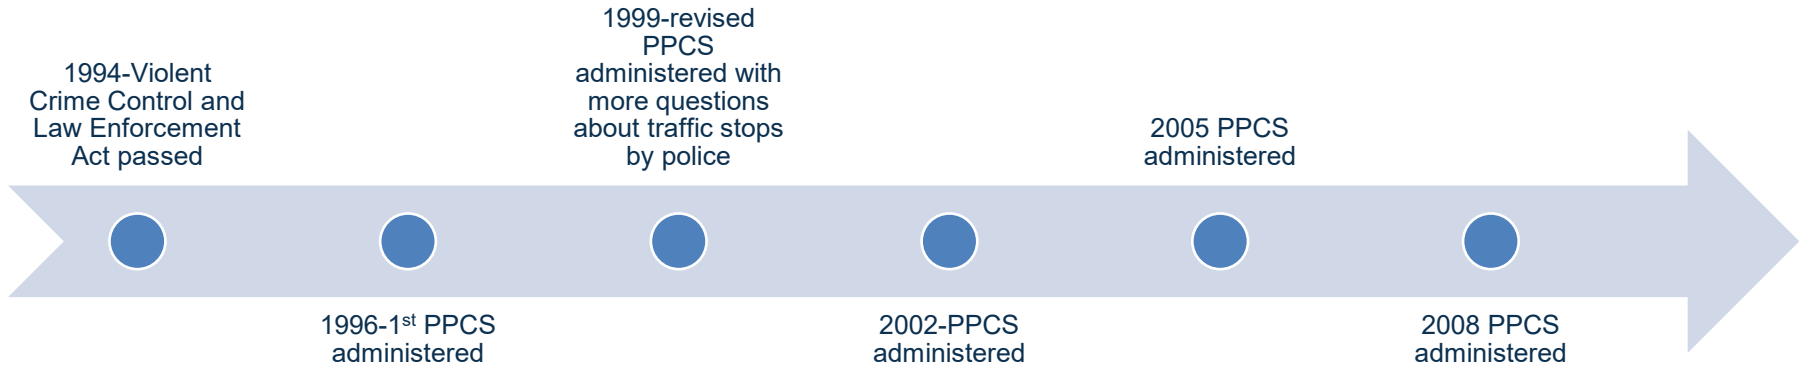 1994-Violent
Crime Control and
Law Enforcement
Act passed
1996-1st PPCS
administered
1999-revised
PPCS
administered with
more questions
about traffic stops
by police
2002-PPCS
administered
2005 PPCS
administered
2008 PPCS
administered